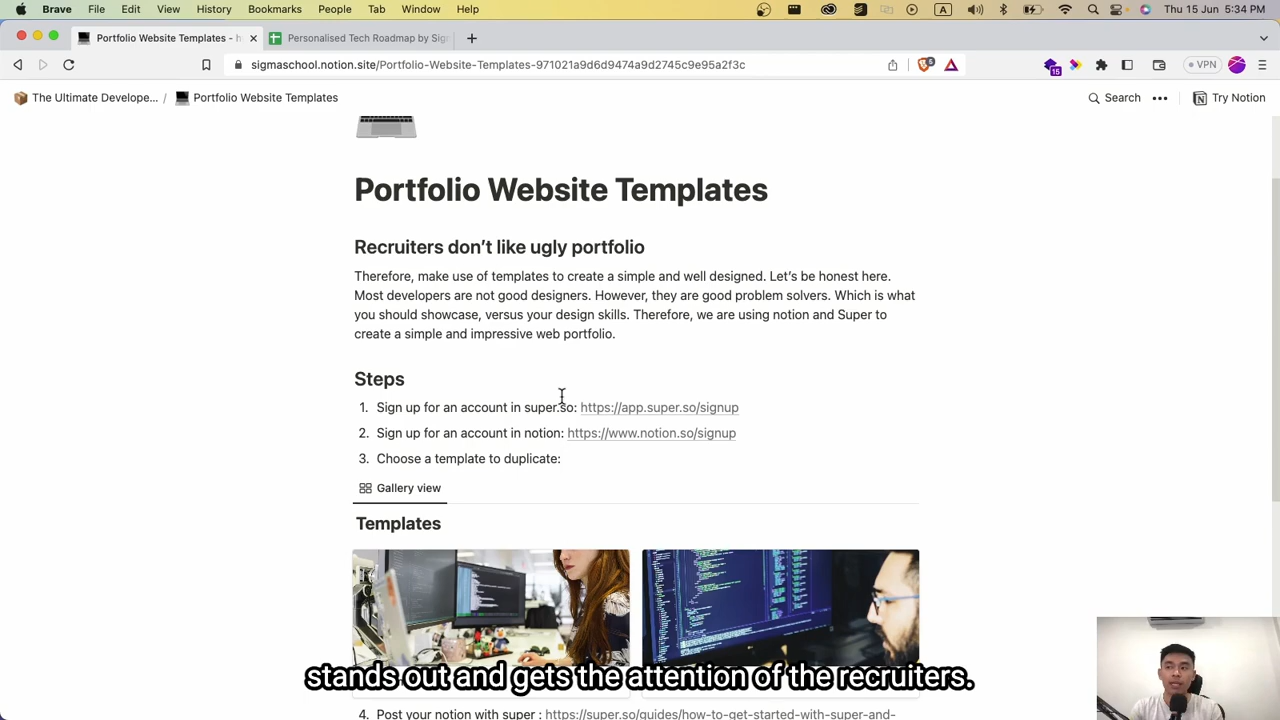 Brave File Edit View History Bookmarks People Tab Window Help Thu 15 Jun 5:34 PM
Portfolio Website Templates - h Personalised Tech Roadmap by Sig
sigmaschool.notion.site/Portfolio-Website-Templates-971021a9d6d9474a9d2745c9e95a2f3c 6 15 VPN
The Ultimate Develope... / Portfolio Website Templates Search Try Notion
Portfolio Website Templates
Recruiters don’t like ugly portfolio
Therefore, make use of templates to create a simple and well designed. Let’s be honest here.
Most developers are not good designers. However, they are good problem solvers. Which is what
you should showcase, versus your design skills. Therefore, we are using notion and Super to
create a simple and impressive web portfolio.
Steps
1. Sign up for an account in super.so: https://app.super.so/signup
2. Sign up for an account in notion: https://www.notion.so/signup
3. Choose a template to duplicate:
Gallery view
Templates
stands out and gets the attention of the recruiters.
4. Post your notion with super : https://super.so/guides/how-to-get-started-with-super-and-